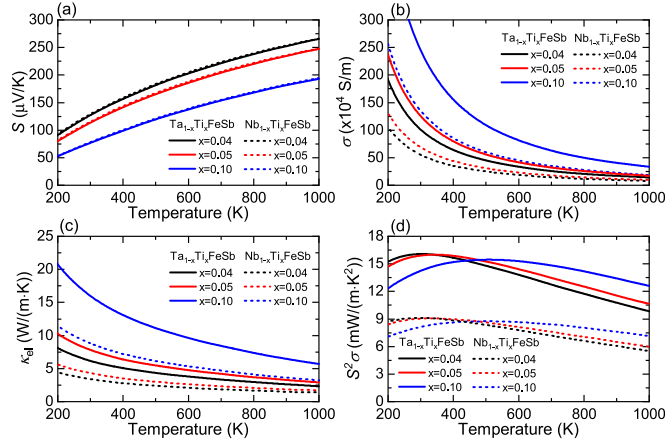 (a)
300
250
200
150
100
50
0
S (μV/K)
Ta₁₋ₓTiₓFeSb Nb₁₋ₓTiₓFeSb
x=0.04 x=0.04
x=0.05 x=0.05
x=0.10 x=0.10
200 400 600 800 1000
Temperature (K)
(b)
300
250
200
150
100
50
σ (x10⁴ S/m)
Ta₁₋ₓTiₓFeSb Nb₁₋ₓTiₓFeSb
x=0.04 x=0.04
x=0.05 x=0.05
x=0.10 x=0.10
200 400 600 800 1000
Temperature (K)
(c)
25
20
15
10
5
0
κel (W/(m·K))
Ta₁₋ₓTiₓFeSb Nb₁₋ₓTiₓFeSb
x=0.04 x=0.04
x=0.05 x=0.05
x=0.10 x=0.10
200 400 600 800 1000
Temperature (K)
(d)
18
15
12
9
6
3
0
S²σ (mW/(m·K²))
Ta₁₋ₓTiₓFeSb Nb₁₋ₓTiₓFeSb
x=0.04 x=0.04
x=0.05 x=0.05
x=0.10 x=0.10
200 400 600 800 1000
Temperature (K)